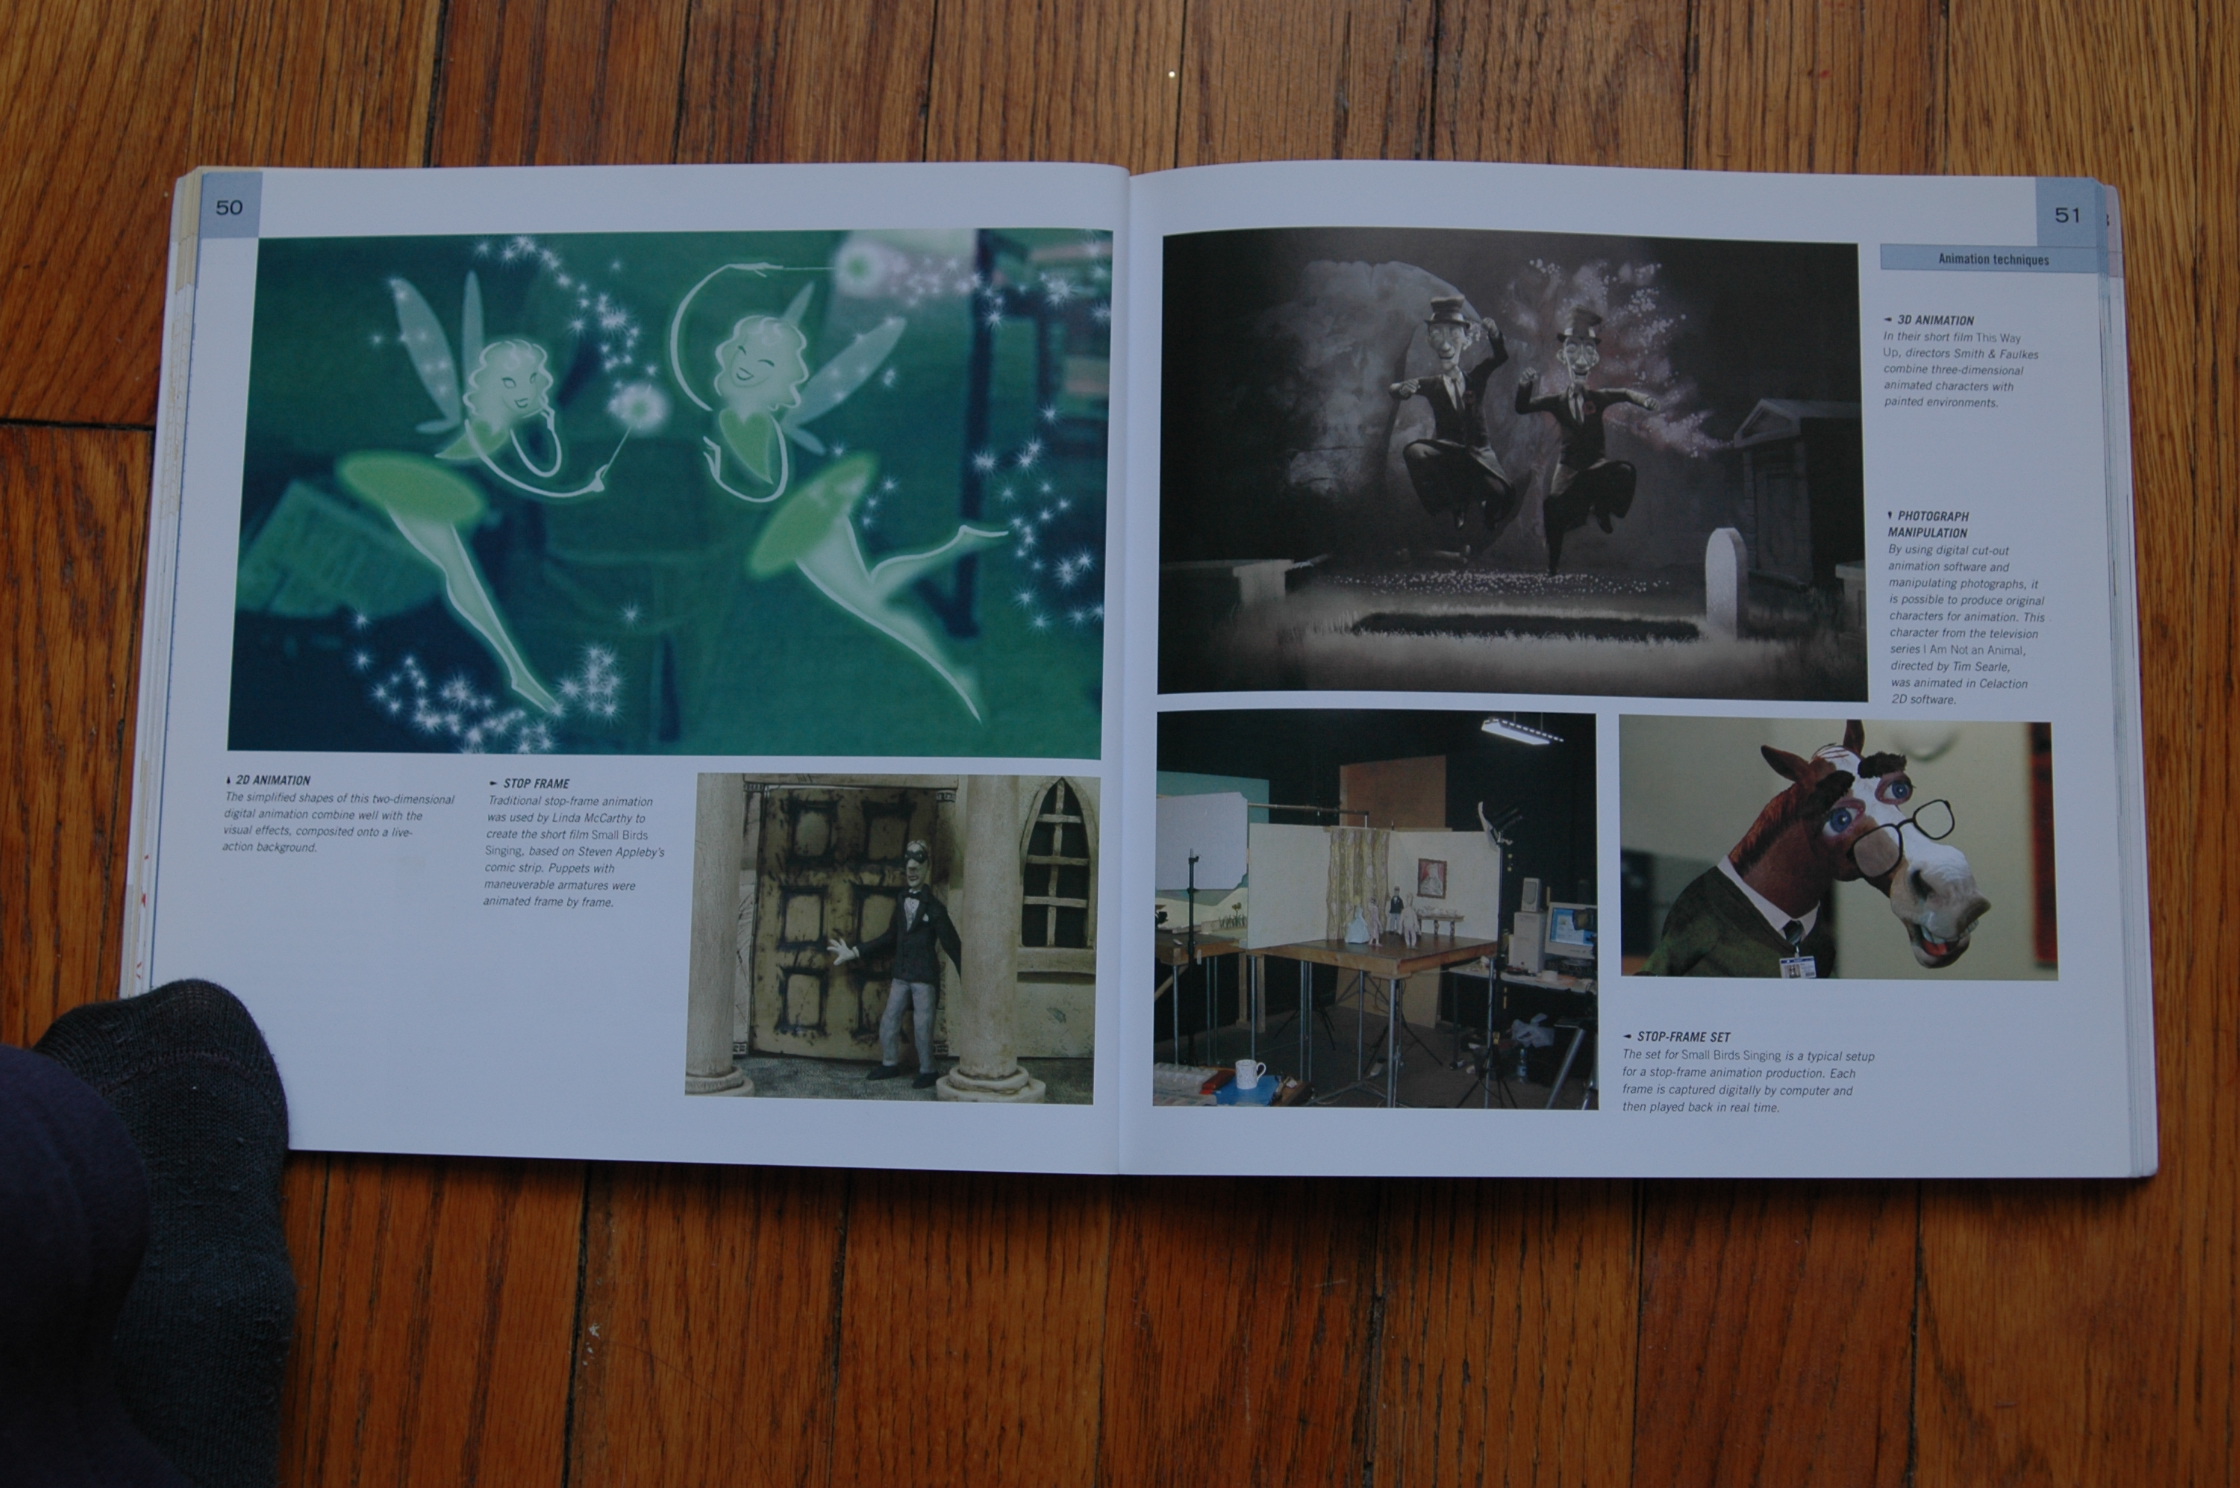 50
▲ 2D ANIMATION
The simplified shapes of this two-dimensional
digital animation combine well with the
visual effects, composited onto a live-
action background.
► STOP FRAME
Traditional stop-frame animation
was used by Linda McCarthy to
create the short film Small Birds
Singing, based on Steven Appleby's
comic strip. Puppets with
maneuverable armatures were
animated frame by frame.
51
Animation techniques
◄ 3D ANIMATION
In their short film This Way
Up, directors Smith & Faulkes
combine three-dimensional
animated characters with
painted environments.
▼ PHOTOGRAPH
MANIPULATION
By using digital cut-out
animation software and
manipulating photographs, it
is possible to produce original
characters for animation. This
character from the television
series I Am Not an Animal,
directed by Tim Searle,
was animated in Celaction
2D software.
◄ STOP-FRAME SET
The set for Small Birds Singing is a typical setup
for a stop-frame animation production. Each
frame is captured digitally by computer and
then played back in real time.